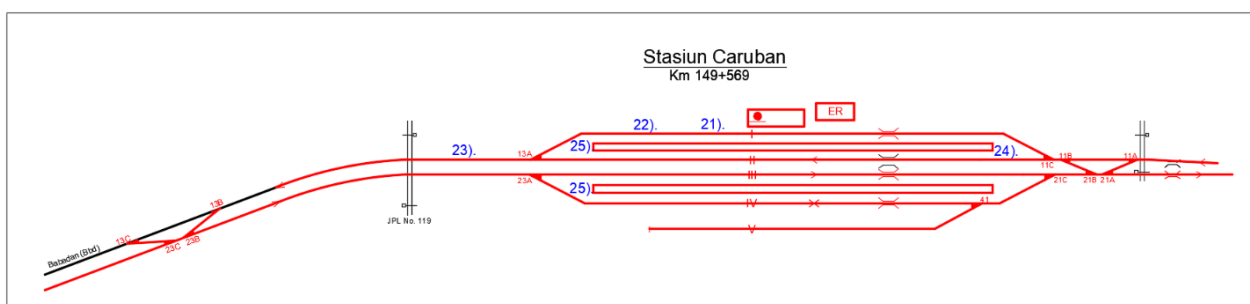 Stasiun Caruban
Km 149+569
ER
22).
21).
I
23).
13A
25)
24).
11C
11B
11A
II
23A
III
21C
21B
21A
25)
IV
41
V
JPL No. 119
13B
13C
23C
23B
Babadan (Bbd)